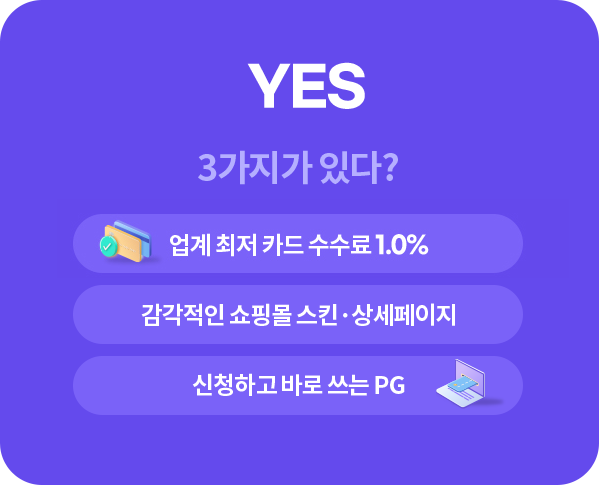 YES
3가지가 있다?
업계 최저 카드 수수료 1.0%
감각적인 쇼핑몰 스킨·상세페이지
신청하고 바로 쓰는 PG